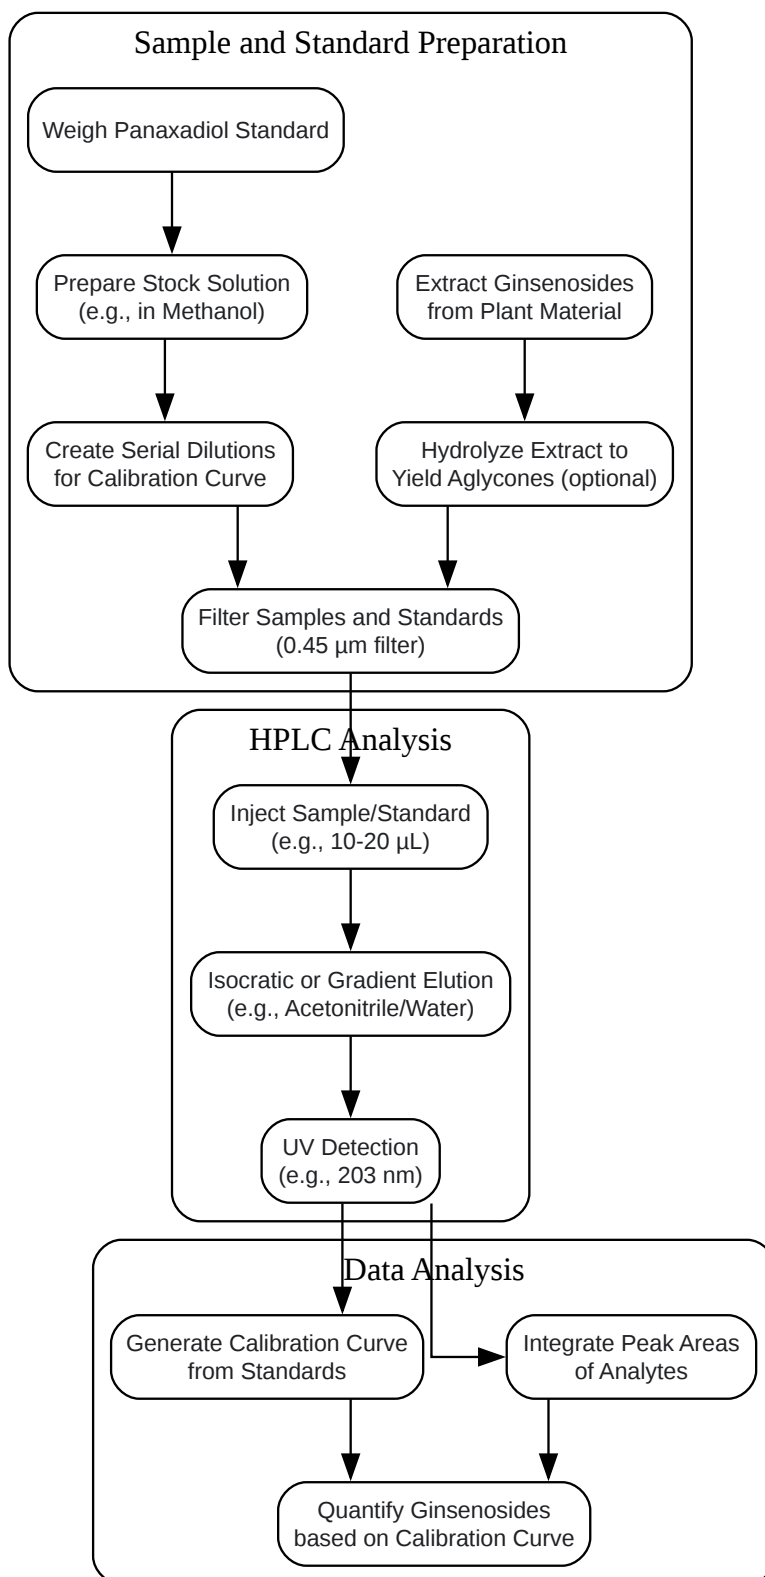 Sample and Standard Preparation
Weigh Panaxadiol Standard
Prepare Stock Solution
(e.g., in Methanol)
Extract Ginsenosides
from Plant Material
Create Serial Dilutions
for Calibration Curve
Hydrolyze Extract to
Yield Aglycones (optional)
Filter Samples and Standards
(0.45 µm filter)
HPLC Analysis
Inject Sample/Standard
(e.g., 10-20 µL)
Isocratic or Gradient Elution
(e.g., Acetonitrile/Water)
UV Detection
(e.g., 203 nm)
Data Analysis
Generate Calibration Curve
from Standards
Integrate Peak Areas
of Analytes
Quantify Ginsenosides
based on Calibration Curve